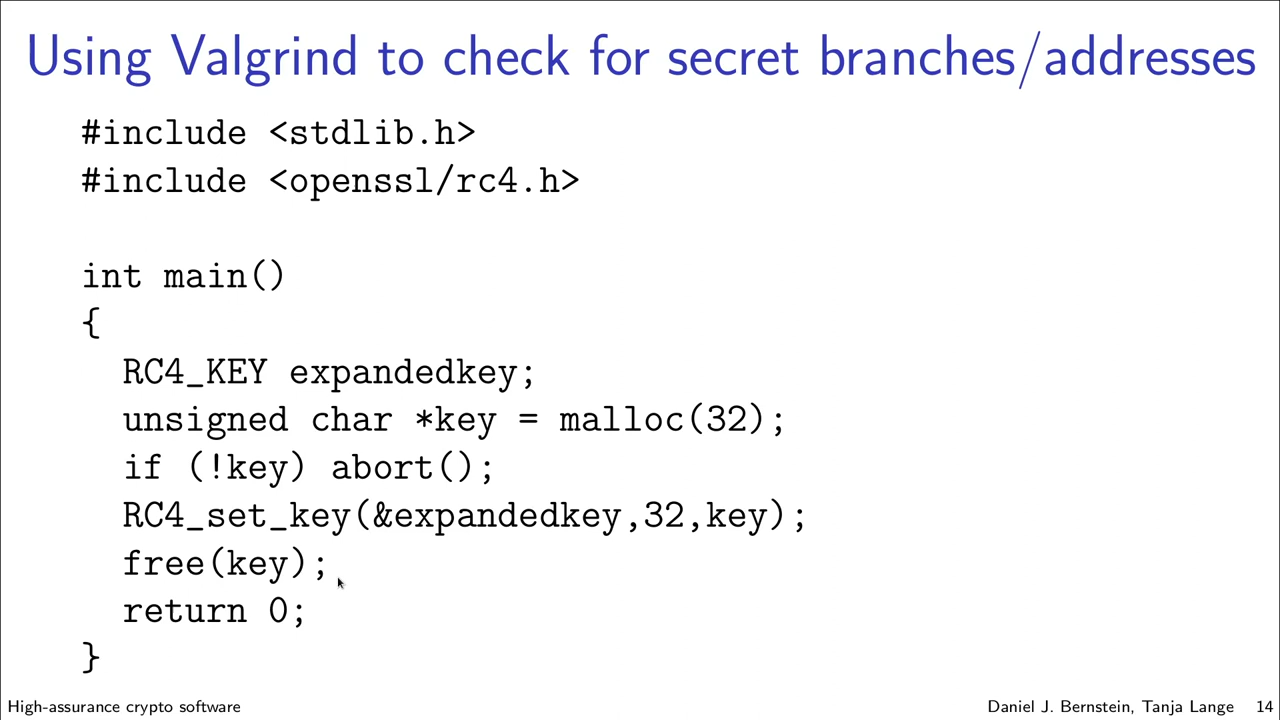 Using Valgrind to check for secret branches/addresses
#include <stdlib.h>
#include <openssl/rc4.h>
int main()
{
RC4_KEY expandedkey;
unsigned char *key = malloc(32);
if (!key) abort();
RC4_set_key(&expandedkey,32,key);
free(key);
return 0;
}
High-assurance crypto software
Daniel J. Bernstein, Tanja Lange 14